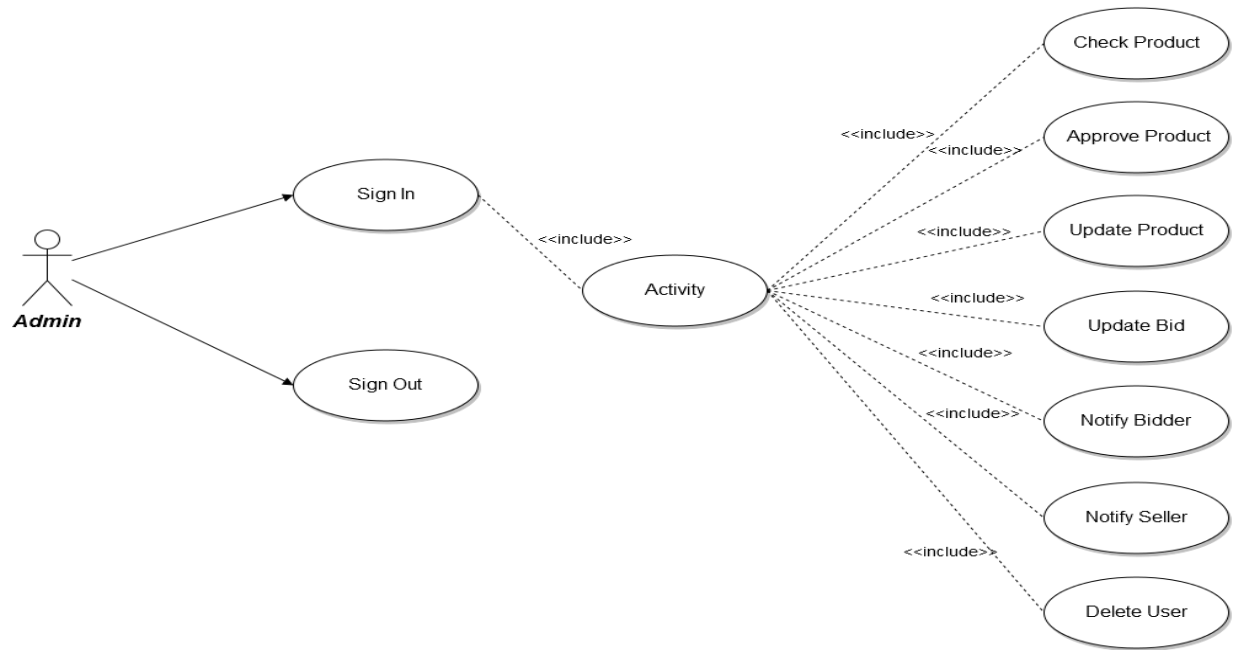 Check Product
<<include>>
Approve Product
<<include>>
Sign In
Update Product
<<include>>
<<include>>
Activity
<<include>>
Update Bid
Admin
<<include>>
Sign Out
<<include>>
Notify Bidder
Notify Seller
<<include>>
Delete User